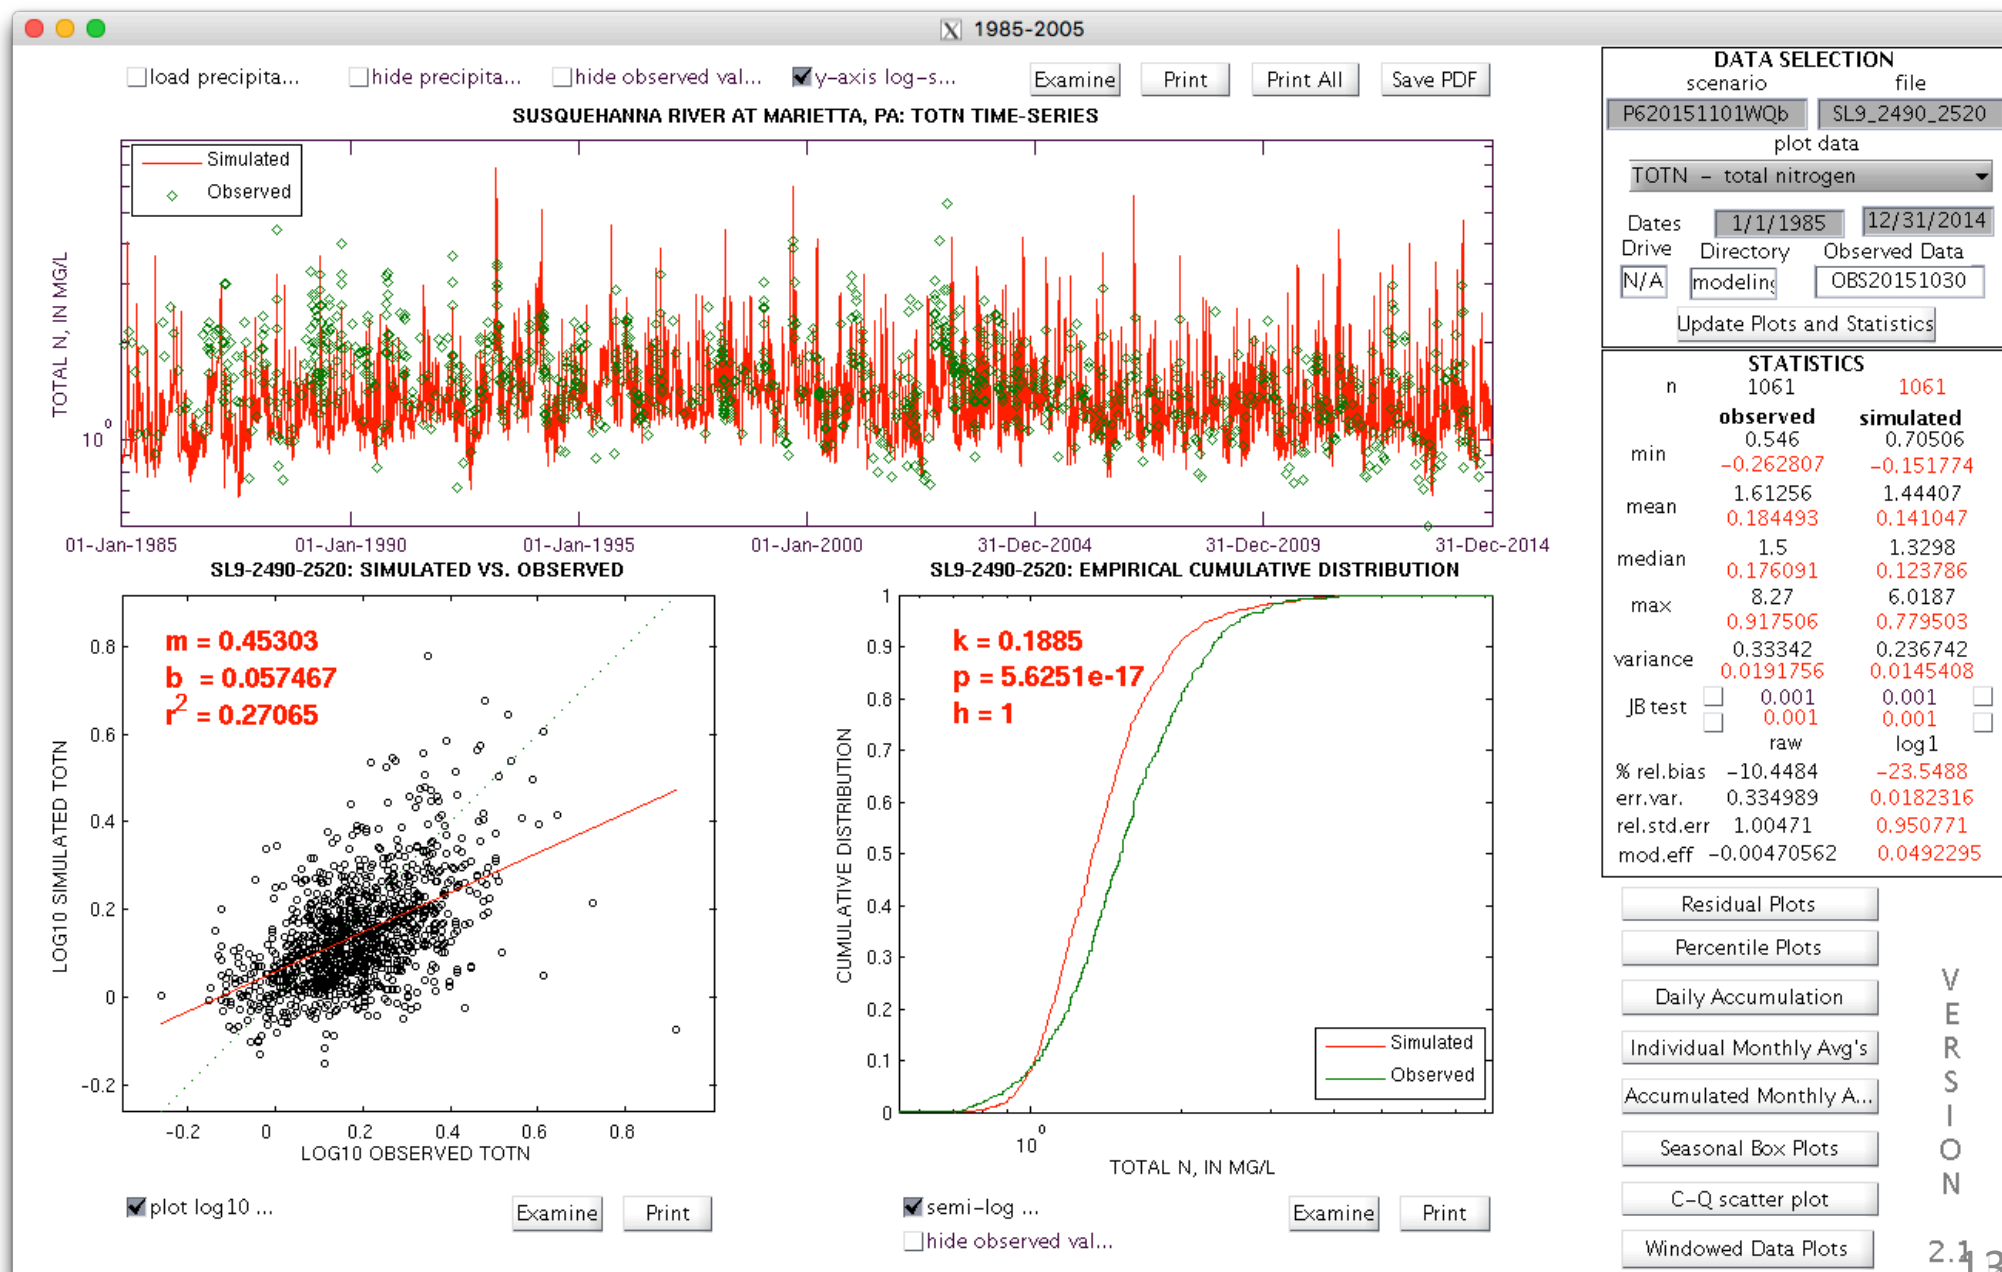 1985-2005
load precipita...
hide precipita...
hide observed val...
y-axis log-s...
Examine
Print
Print All
Save PDF
SUSQUEHANNA RIVER AT MARIETTA, PA: TOTN TIME-SERIES
Simulated
Observed
TOTAL N, IN MG/L
10^0
01-Jan-1985
01-Jan-1990
01-Jan-1995
01-Jan-2000
31-Dec-2004
31-Dec-2009
31-Dec-2014
SL9-2490-2520: SIMULATED VS. OBSERVED
m = 0.45303
b = 0.057467
r^2 = 0.27065
LOG10 SIMULATED TOTN
0.8
0.6
0.4
0.2
0
-0.2
-0.2
0
0.2
0.4
0.6
0.8
LOG10 OBSERVED TOTN
plot log10 ...
Examine
Print
SL9-2490-2520: EMPIRICAL CUMULATIVE DISTRIBUTION
k = 0.1885
p = 5.6251e-17
h = 1
CUMULATIVE DISTRIBUTION
1
0.9
0.8
0.7
0.6
0.5
0.4
0.3
0.2
0.1
0
Simulated
Observed
10^0
TOTAL N, IN MG/L
semi-log ...
hide observed val...
Examine
Print
DATA SELECTION
scenario file
P620151101WQb SL9_2490_2520
plot data
TOTN - total nitrogen
Dates 1/1/1985 12/31/2014
Drive Directory Observed Data
N/A modeling OBS20151030
Update Plots and Statistics
STATISTICS
n 1061 1061
observed simulated
min 0.546 0.70506
-0.262807 -0.151774
mean 1.61256 1.44407
0.184493 0.141047
median 1.5 1.3298
0.176091 0.123786
max 8.27 6.0187
0.917506 0.779503
variance 0.33342 0.236742
0.0191756 0.0145408
JB test 0.001 0.001
0.001 0.001
raw log1
% rel.bias -10.4484 -23.5488
err.var. 0.334989 0.0182316
rel.std.err 1.00471 0.950771
mod.eff -0.00470562 0.0492295
Residual Plots
Percentile Plots
Daily Accumulation
Individual Monthly Avg's
Accumulated Monthly A...
Seasonal Box Plots
C-Q scatter plot
Windowed Data Plots
VERSION
2.1
13